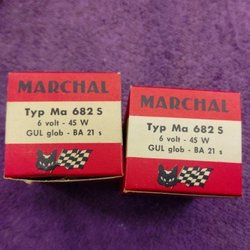 MARCHAL
Typ Ma 682 S
6 volt - 45 W
GUL glob - BA 21 s
MARCHAL
Typ Ma 682 S
6 volt - 45 W
GUL glob - BA 21 s